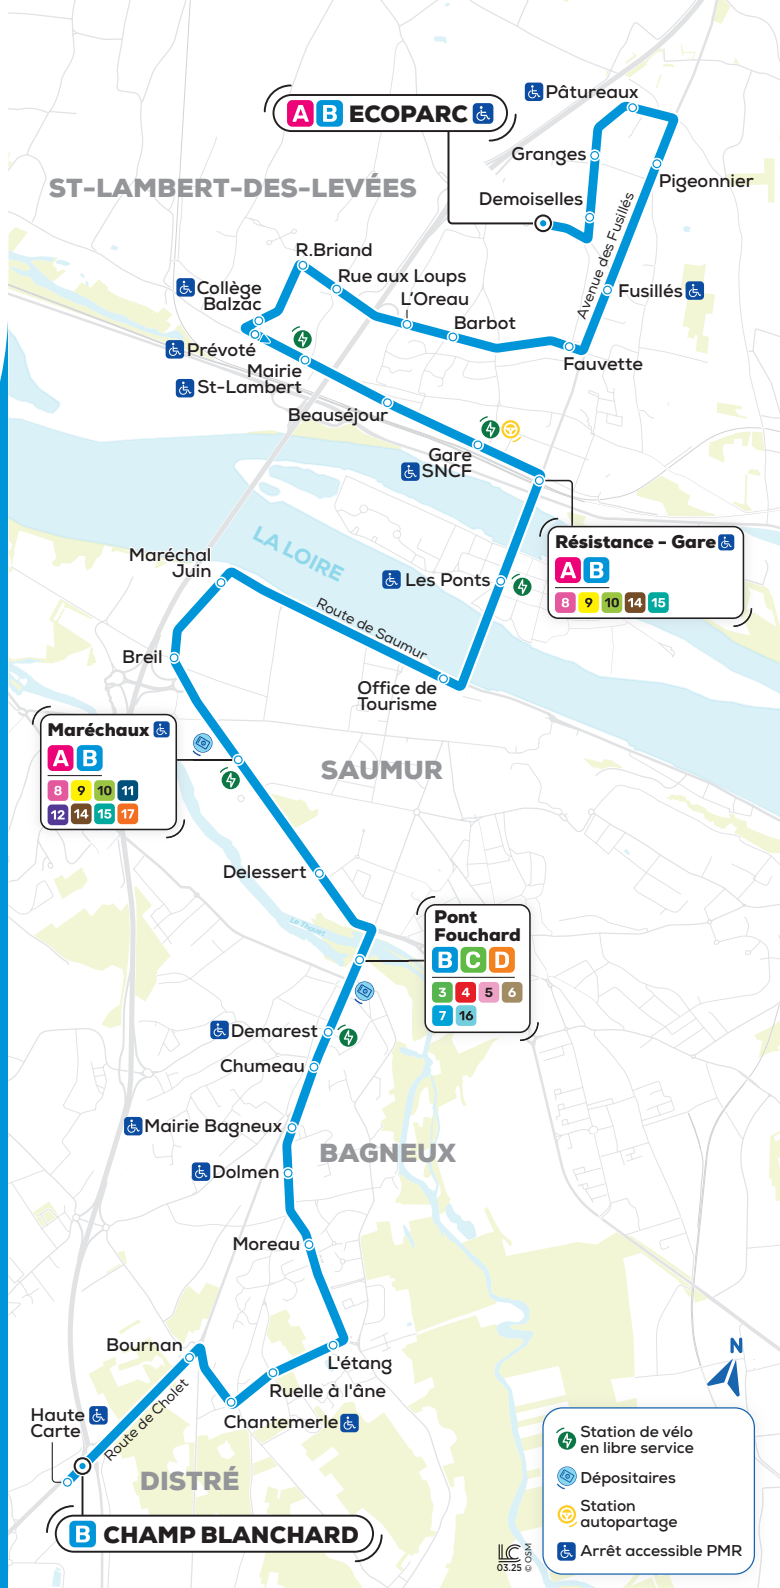 Pâtureaux
A B ECOPARC
Granges
Pigeonnier
ST-LAMBERT-DES-LEVÉES
Demoiselles
Avenue des Fusillés
R.Briand
Rue aux Loups
Collège
Balzac
L'Oreau
Fusillés
Barbot
Prévoté
Fauvette
Mairie
St-Lambert
Beauséjour
Gare
SNCF
LA LOIRE
Résistance - Gare
A B
8 9 10 14 15
Maréchal
Juin
Les Ponts
Route de Saumur
Breil
Office de
Tourisme
Maréchaux
A B
8 9 10 11
12 14 15 17
SAUMUR
Delessert
Le Thouet
Pont
Fouchard
B C D
3 4 5 6
7 16
Demarest
Chumeau
Mairie Bagneux
BAGNEUX
Dolmen
Moreau
Bournan
L'étang
N
Ruelle à l'âne
Haute
Carte
Chantemerle
Route de Cholet
Station de vélo
en libre service
Dépositaires
DISTRÉ
Station
autopartage
B CHAMP BLANCHARD
Arrêt accessible PMR
LC
03.25
© OSM